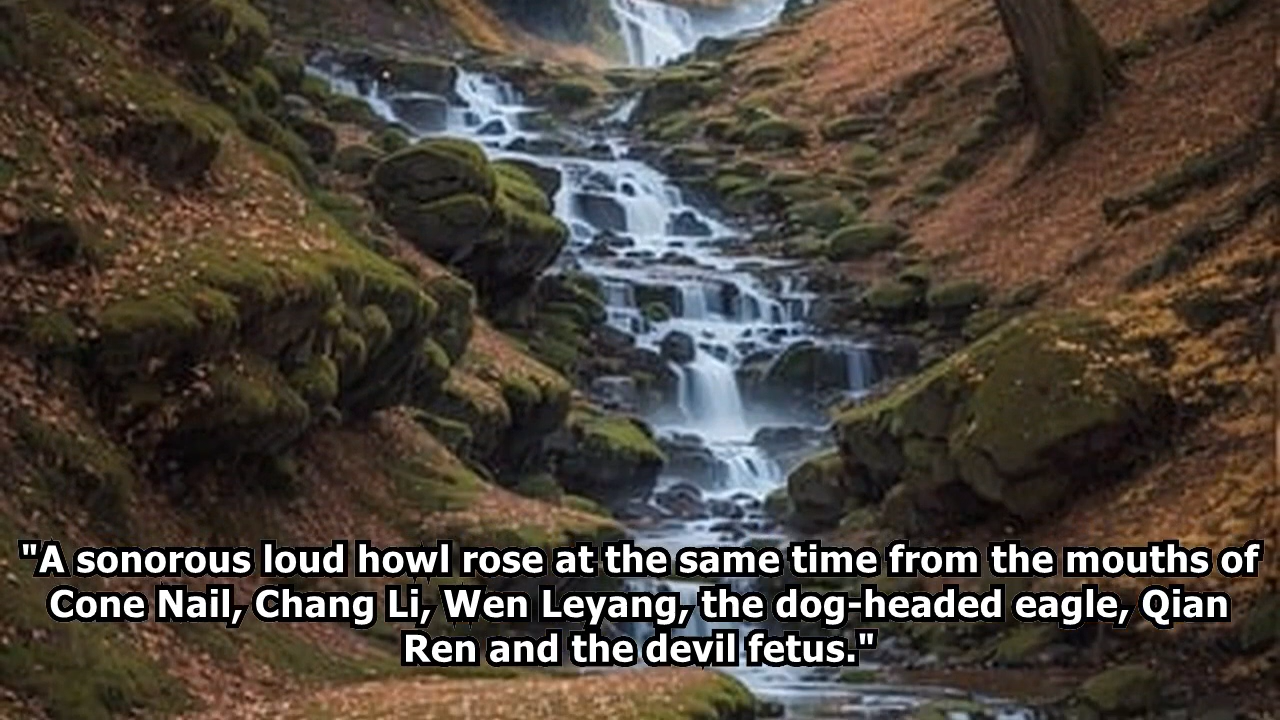 "A sonorous loud howl rose at the same time from the mouths of
Cone Nail, Chang Li, Wen Leyang, the dog-headed eagle, Qian
Ren and the devil fetus."